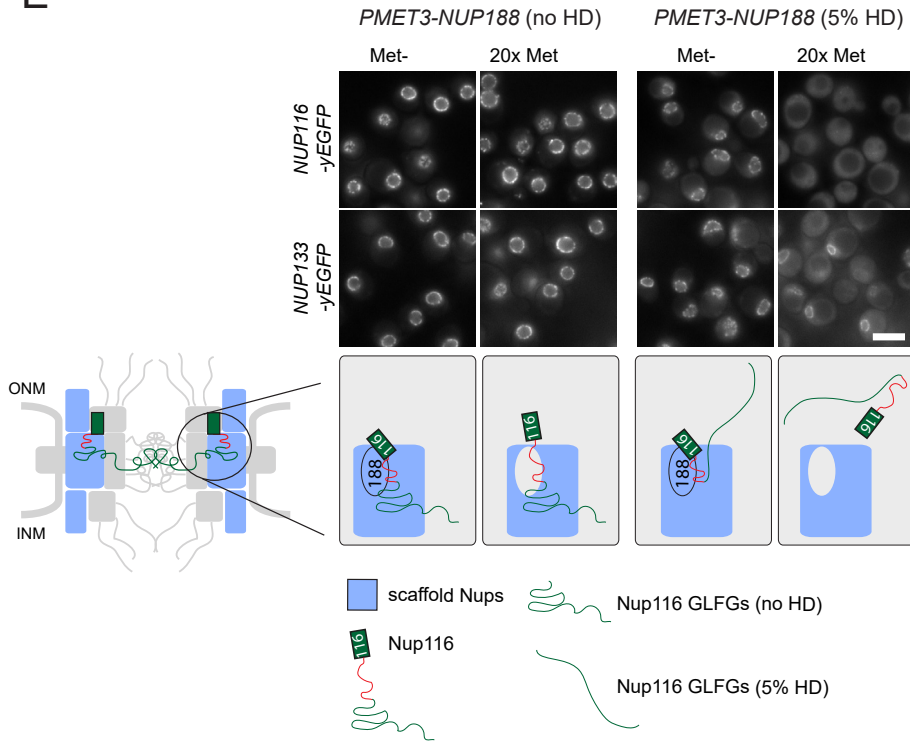 E
PMET3-NUP188 (no HD)
PMET3-NUP188 (5% HD)
Met-
20x Met
Met-
20x Met
NUP116
-yEGFP
NUP133
-yEGFP
ONM
INM
116
188
116
116
188
116
scaffold Nups
Nup116 GLFGs (no HD)
116
Nup116
Nup116 GLFGs (5% HD)